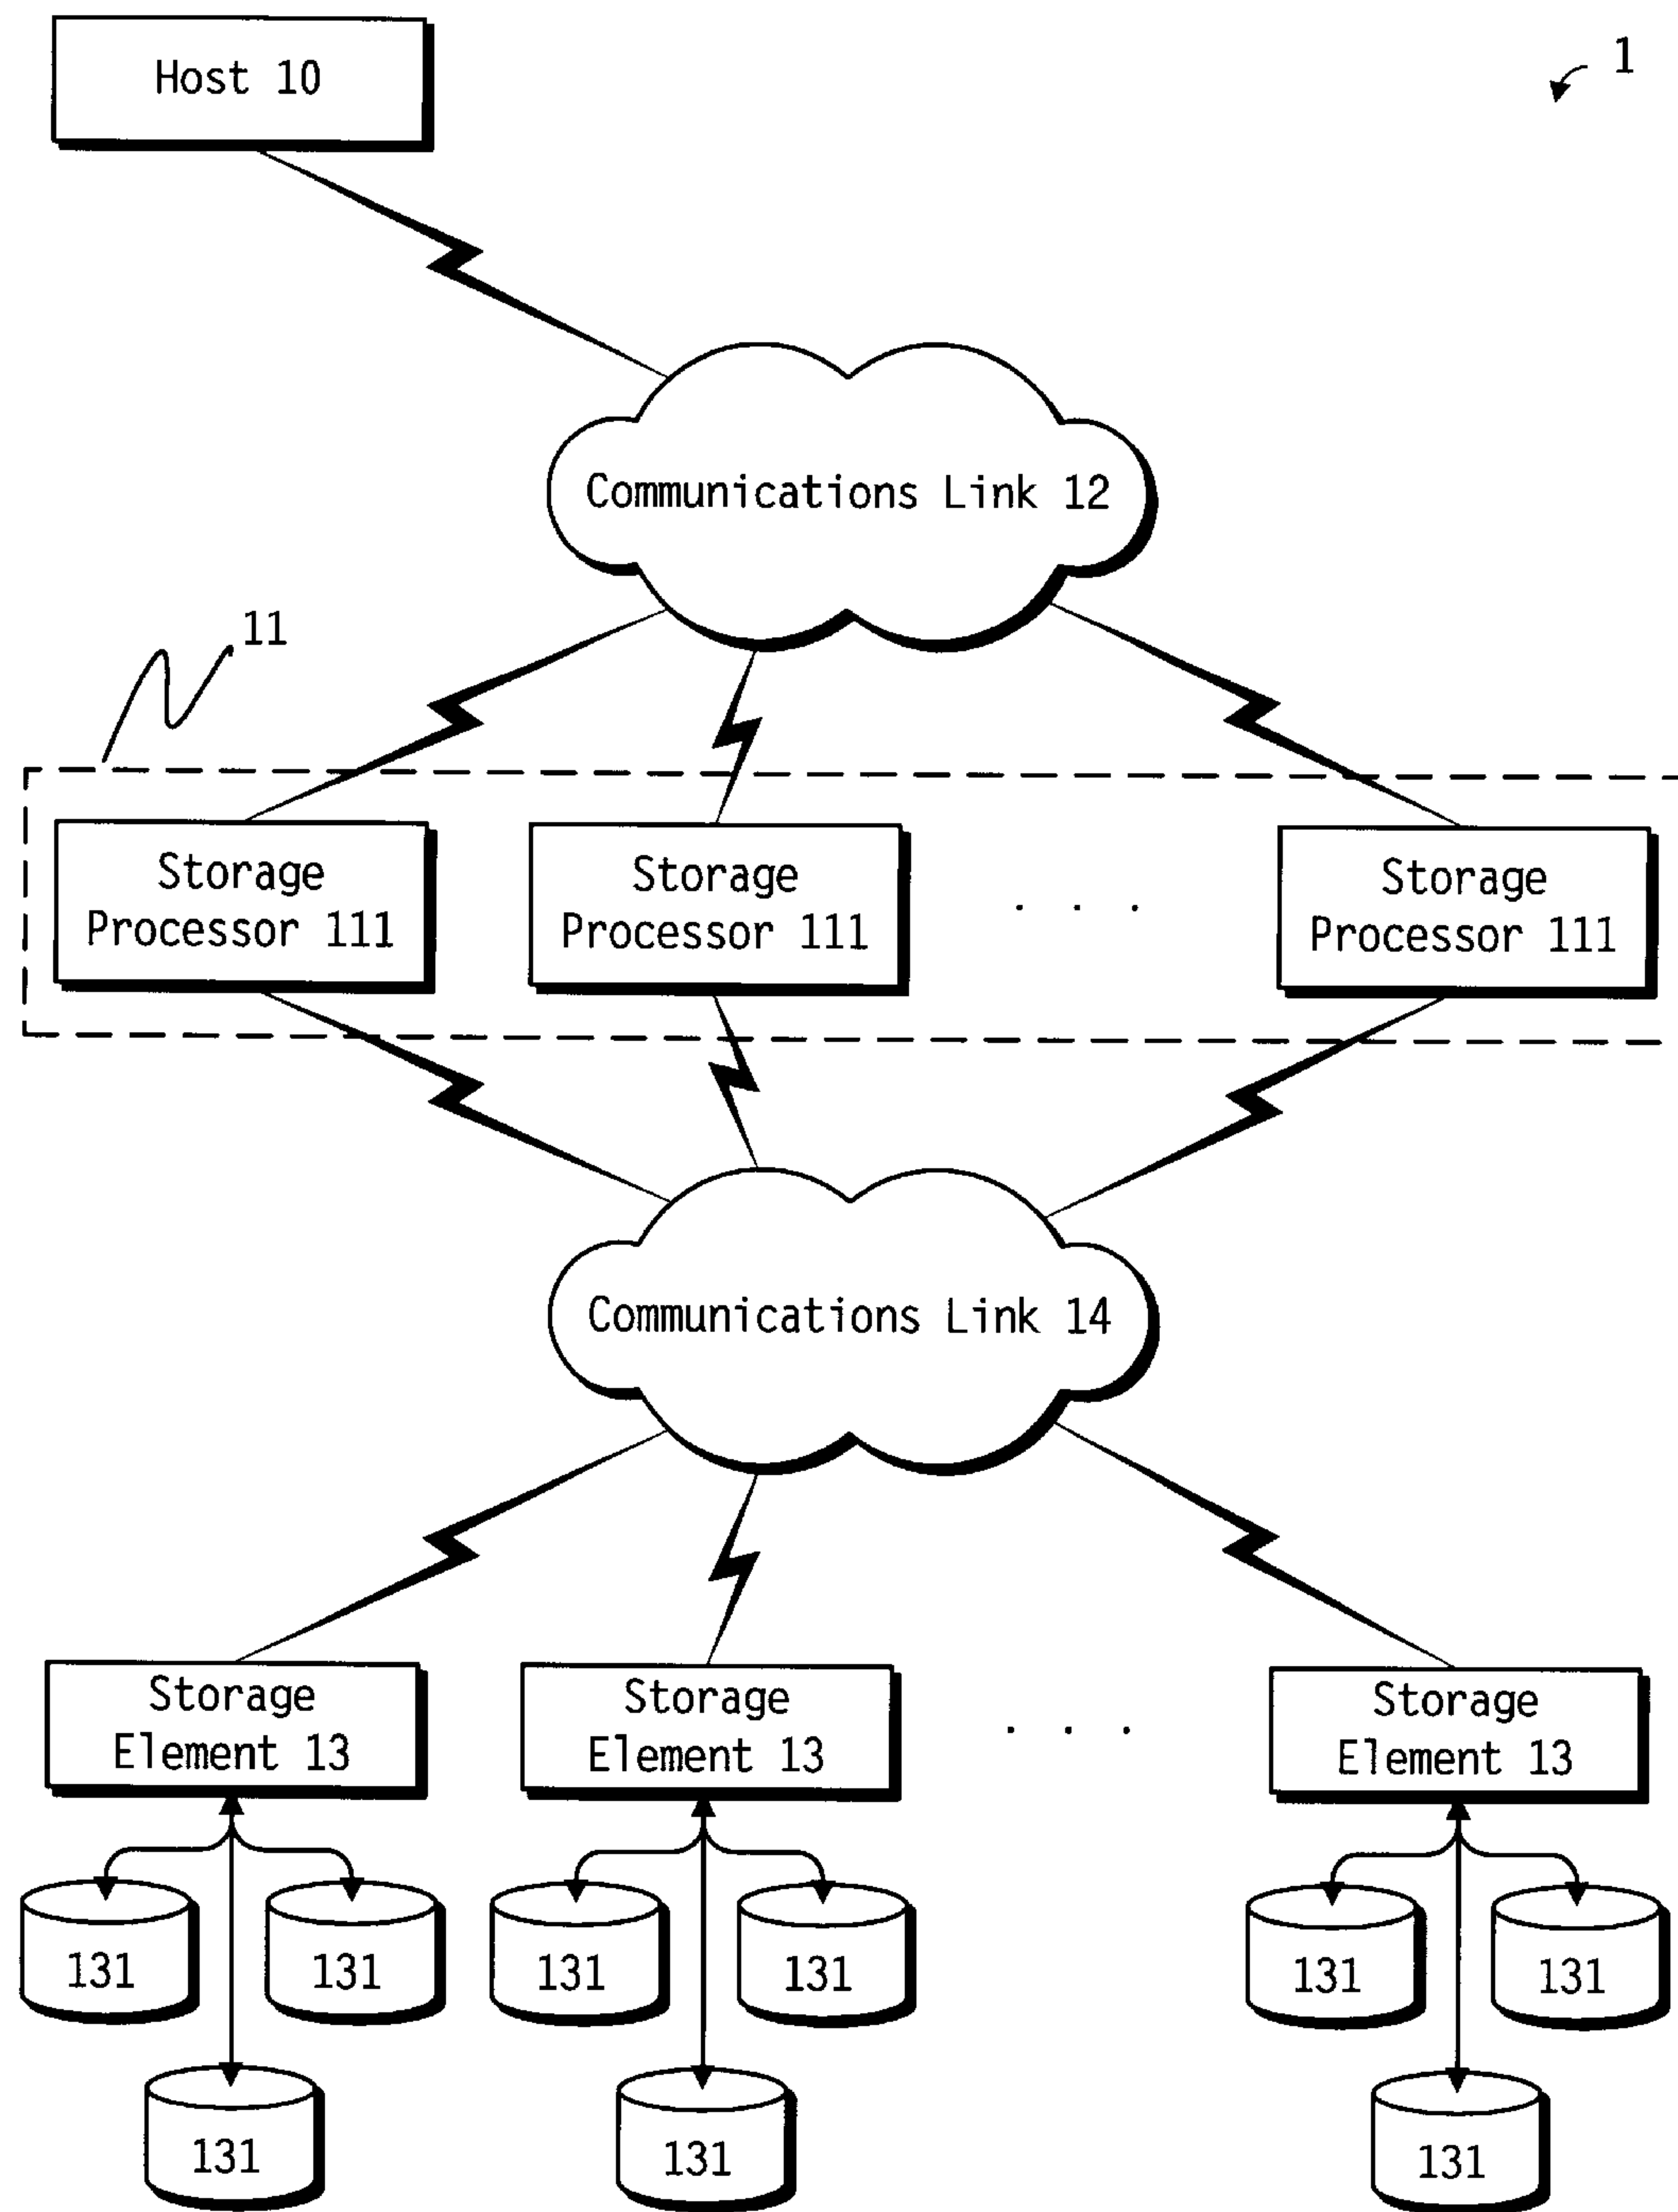 Host 10
1
Communications Link 12
11
Storage
Processor 111
Storage
Processor 111
. . .
Storage
Processor 111
Communications Link 14
Storage
Element 13
Storage
Element 13
. . .
Storage
Element 13
131
131
131
131
131
131
131
131
131